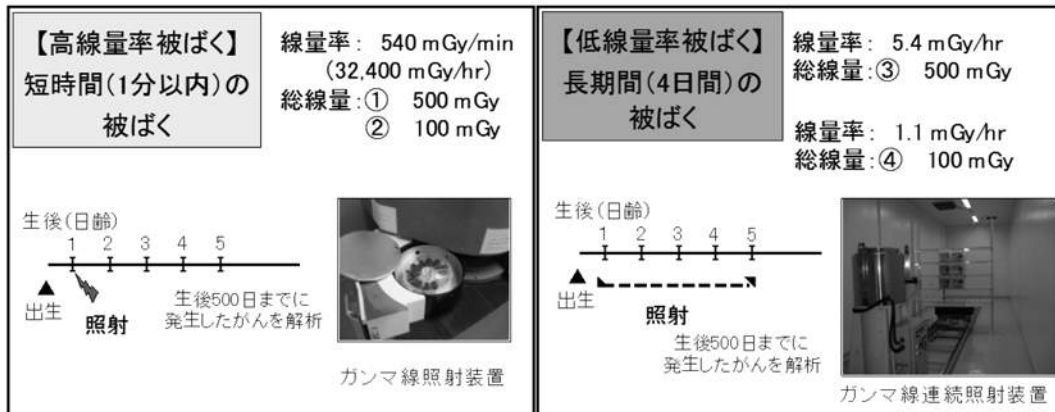 【高線量率被ばく】
短時間(1分以内)の
被ばく
線量率: 540 mGy/min
(32,400 mGy/hr)
総線量:① 500 mGy
② 100 mGy
生後(日齢)
1 2 3 4 5
出生
照射
生後500日までに
発生したがんを解析
ガンマ線照射装置
【低線量率被ばく】
長期間(4日間)の
被ばく
線量率: 5.4 mGy/hr
総線量:③ 500 mGy
線量率: 1.1 mGy/hr
総線量:④ 100 mGy
生後(日齢)
1 2 3 4 5
出生
照射
生後500日までに
発生したがんを解析
ガンマ線連続照射装置